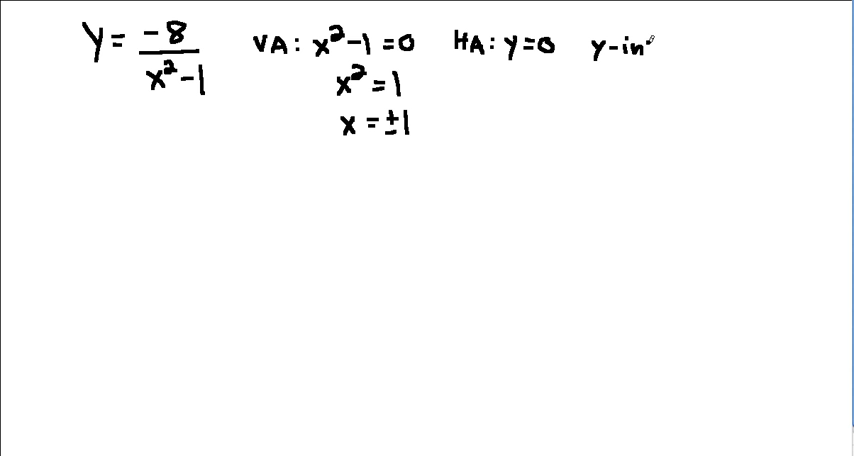 y = -8 / x²-1 VA: x²-1=0 HA: y=0 y-in
x²=1
x=±1